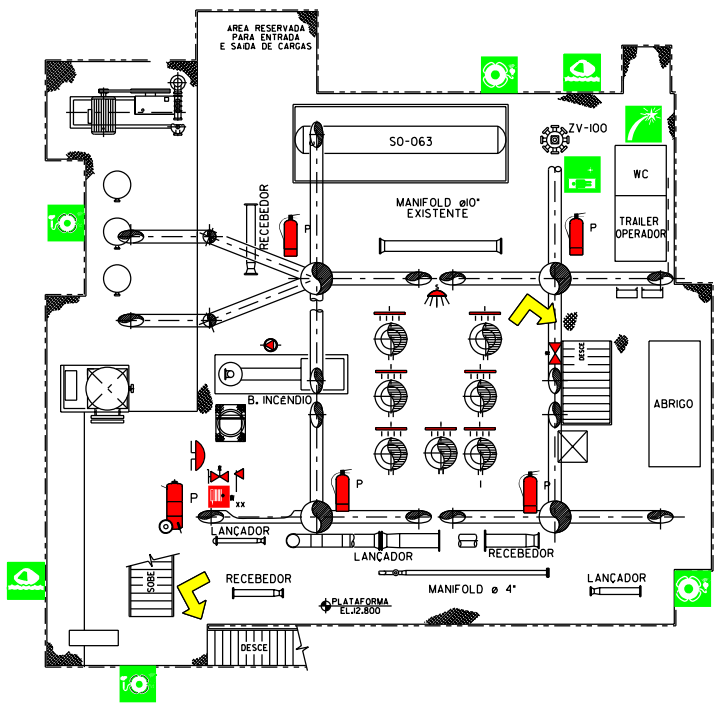 AREA RESERVADA
PARA ENTRADA
E SAíDA DE CARGAS
SO-063
ZV-100
WC
RECEBEDOR
MANIFOLD ø10"
EXISTENTE
P
P
TRAILER
OPERADOR
DESCE
B. INCÊNDIO
ABRIGO
P
P
P
XX
LANÇADOR
LANÇADOR
RECEBEDOR
SOBE
RECEBEDOR
MANIFOLD ø 4"
LANÇADOR
PLATAFORMA
EL.12.800
DESCE